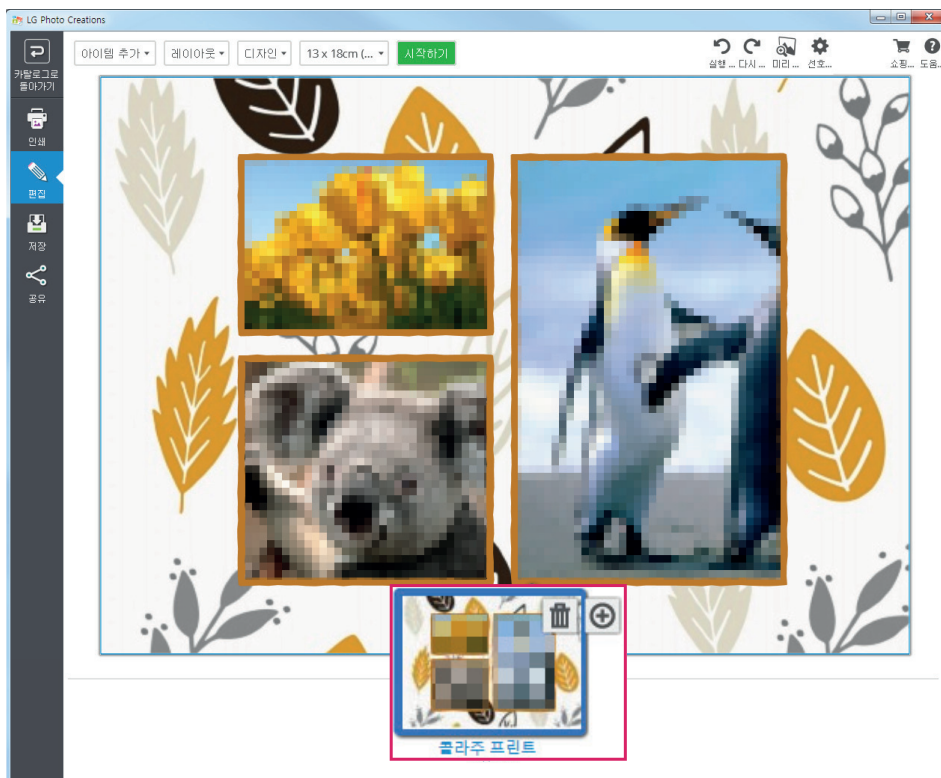 LG Photo Creations
카탈로그로
돌아가기
아이템 추가 레이아웃 디자인 13 x 18cm (... 시작하기
실행 ... 다시 ... 미리 ... 선호... 쇼핑... 도움...
인쇄
편집
저장
공유
콜라주 프린트